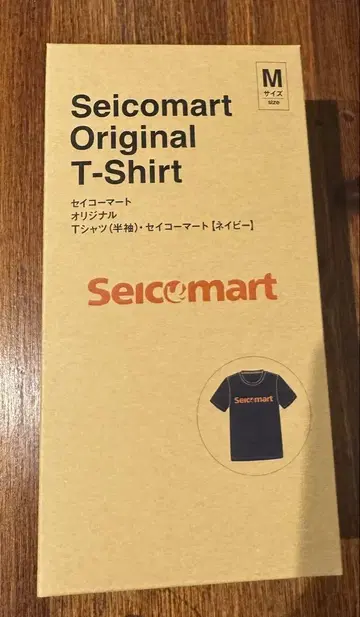 M
サイズ
size
Seicomart
Original
T-Shirt
セイコーマート
オリジナル
Tシャツ(半袖)・セイコーマート【ネイビー】
Seicomart
Seicomart